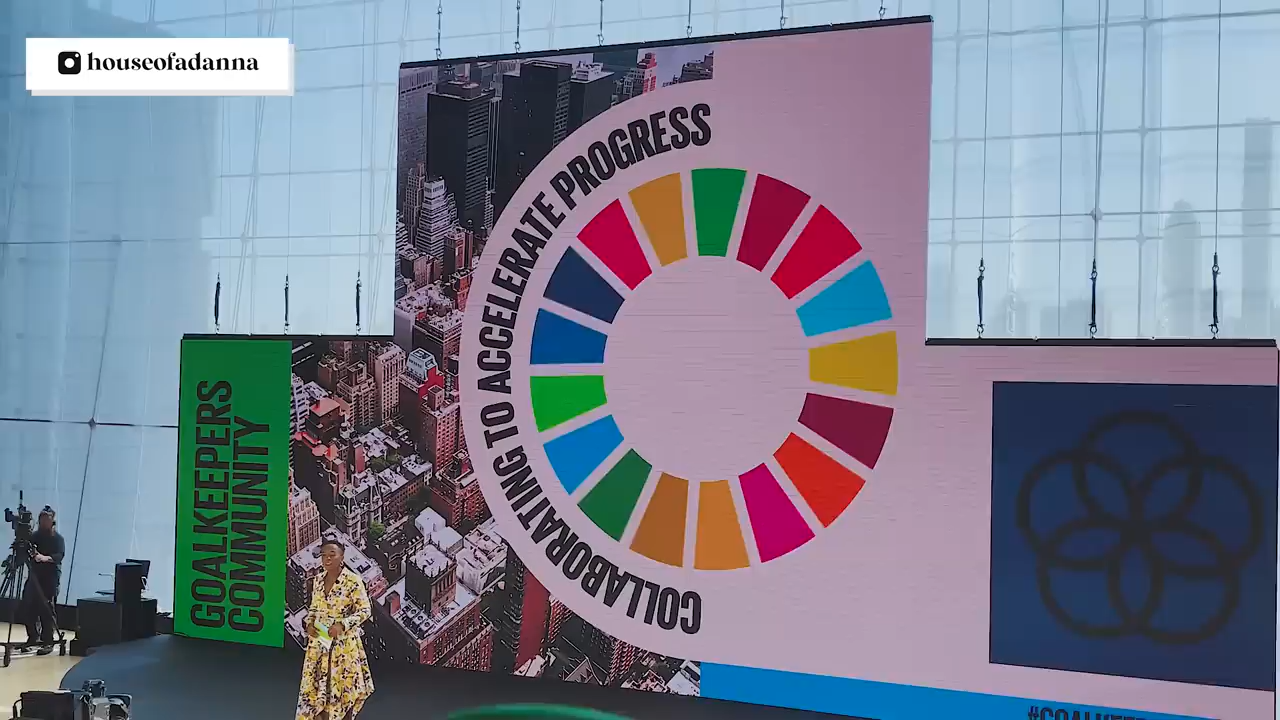 houseofadanna
COLLABORATING TO ACCELERATE PROGRESS
GOALKEEPERS
COMMUNITY